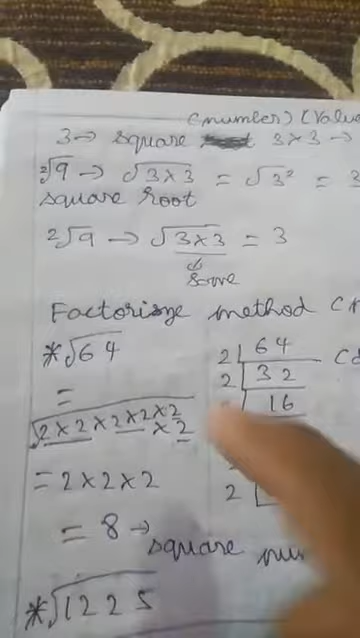 (number) (Value
3 → Square 3×3 →
²√9 → √3×3 = √3² = 3
Square root
²√9 → √3×3 = 3
Same
Factorisze method
*√64
=
√2×2×2×2×2×2
= 2×2×2
= 8 → Square
*√1225
2 64
2 32
16
2